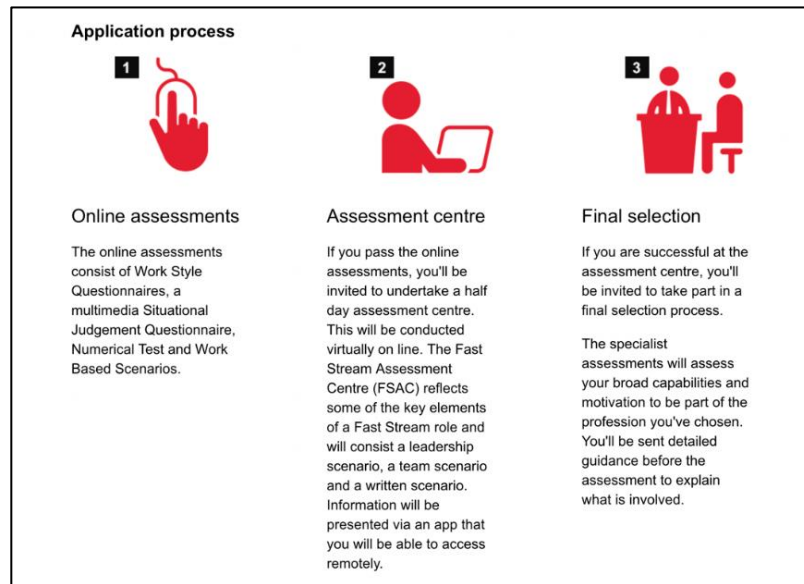 Application process
1
2
3
Online assessments
The online assessments
consist of Work Style
Questionnaires, a
multimedia Situational
Judgement Questionnaire,
Numerical Test and Work
Based Scenarios.
Assessment centre
If you pass the online
assessments, you'll be
invited to undertake a half
day assessment centre.
This will be conducted
virtually on line. The Fast
Stream Assessment
Centre (FSAC) reflects
some of the key elements
of a Fast Stream role and
will consist a leadership
scenario, a team scenario
and a written scenario.
Information will be
presented via an app that
you will be able to access
remotely.
Final selection
If you are successful at the
assessment centre, you'll
be invited to take part in a
final selection process.
The specialist
assessments will assess
your broad capabilities and
motivation to be part of the
profession you've chosen.
You'll be sent detailed
guidance before the
assessment to explain
what is involved.